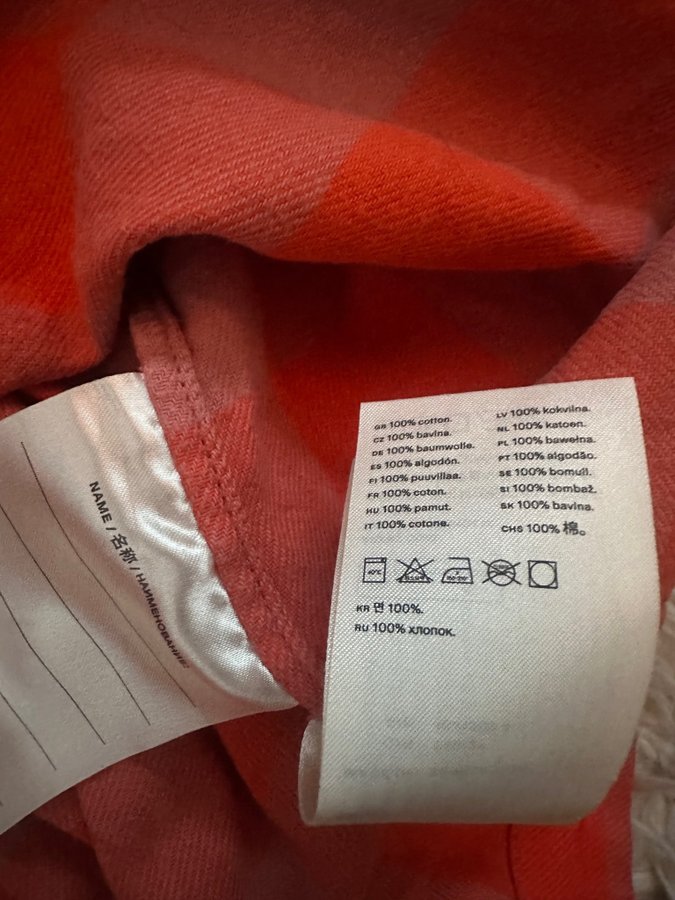 NAME / 名称 / НАИМЕНОВАНИЕ:
GB 100% cotton.
CZ 100% bavlna.
DE 100% baumwolle.
ES 100% algodón.
FI 100% puuvillaa.
FR 100% coton.
HU 100% pamut.
IT 100% cotone.
LV 100% kokvilna.
NL 100% katoen.
PL 100% bawełna.
PT 100% algodão.
SE 100% bomull.
SI 100% bombaž.
SK 100% bavlna.
CHS 100% 棉。
40°C
KR 면 100%.
RU 100% хлопок.